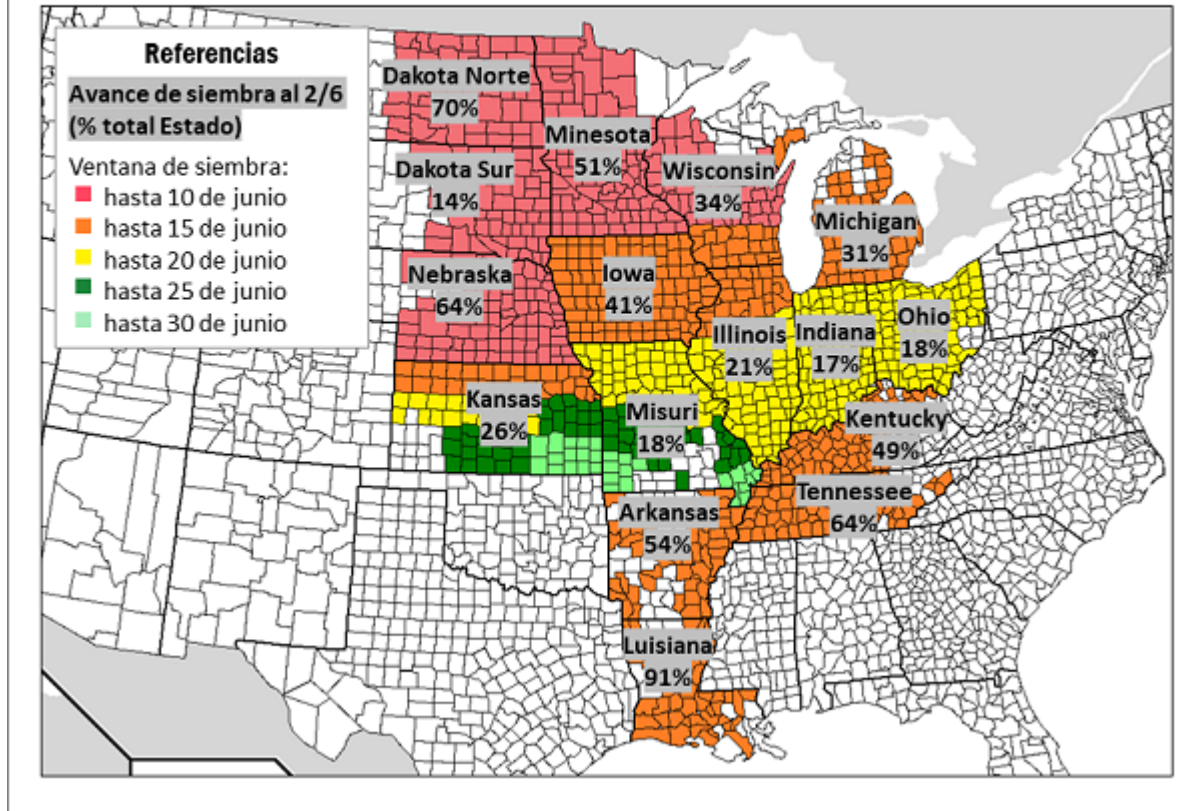 Referencias
Avance de siembra al 2/6
(% total Estado)
Ventana de siembra:
hasta 10 de junio
hasta 15 de junio
hasta 20 de junio
hasta 25 de junio
hasta 30 de junio
Dakota Norte
70%
Minesota
51%
Dakota Sur
14%
Wisconsin
34%
Michigan
31%
Nebraska
64%
Iowa
41%
Illinois
21%
Indiana
17%
Ohio
18%
Kansas
26%
Misuri
18%
Kentucky
49%
Tennessee
64%
Arkansas
54%
Luisiana
91%